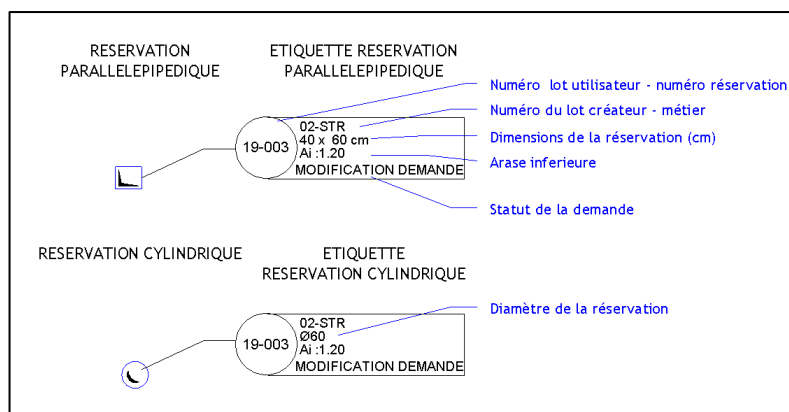 RESERVATION
PARALLELEPIPEDIQUE
ETIQUETTE RESERVATION
PARALLELEPIPEDIQUE
Numéro lot utilisateur - numéro réservation
Numéro du lot créateur - métier
Dimensions de la réservation (cm)
Arase inferieure
Statut de la demande
19-003
02-STR
40 x 60 cm
Ai :1.20
MODIFICATION DEMANDE
RESERVATION CYLINDRIQUE
ETIQUETTE
RESERVATION CYLINDRIQUE
Diamètre de la réservation
19-003
02-STR
Ø60
Ai :1.20
MODIFICATION DEMANDE